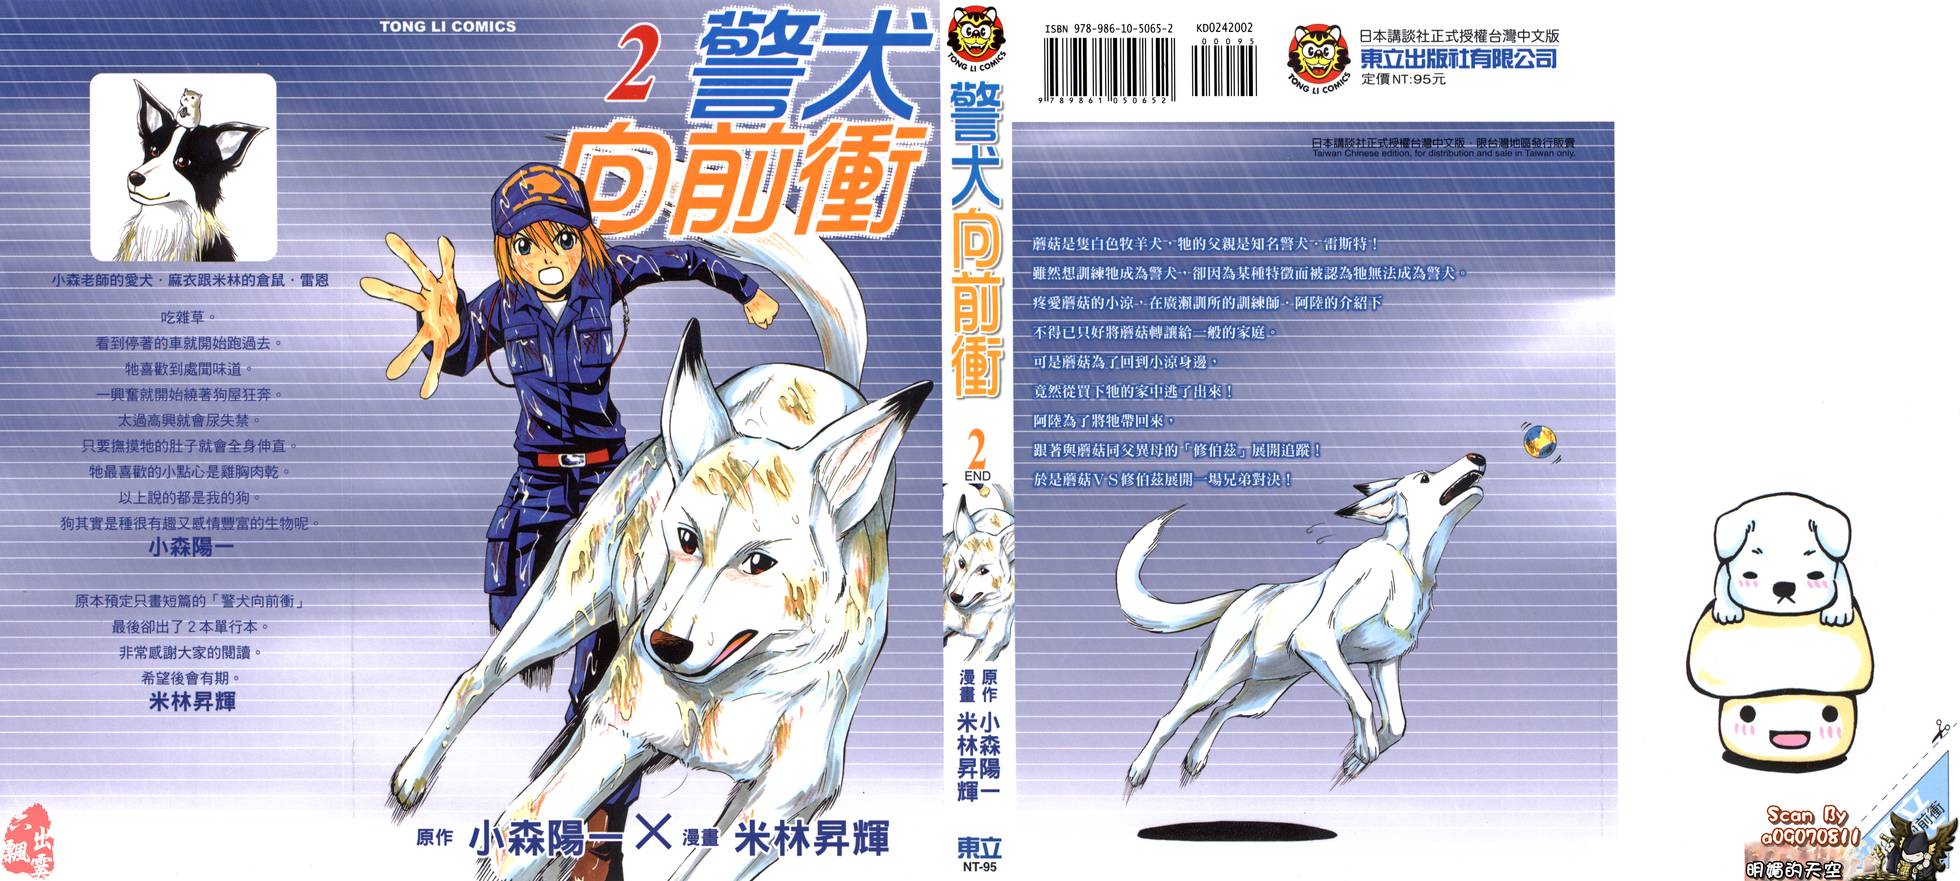 TONG LI COMICS
2
警犬
向前衝
小森老師的愛犬・麻衣跟米林的倉鼠・雷恩
吃雜草。
看到停著的車就開始跑過去。
牠喜歡到處聞味道。
一興奮就開始繞著狗屋狂奔。
太過高興就會尿失禁。
只要撫摸牠的肚子就會全身伸直。
牠最喜歡的小點心是雞胸肉乾。
以上說的都是我的狗。
狗其實是種很有趣又感情豐富的生物呢。
小森陽一
原本預定只畫短篇的「警犬向前衝」
最後卻出了2本單行本。
非常感謝大家的閱讀。
希望後會有期。
米林昇輝
原作 小森陽一×漫畫 米林昇輝
六出飄霙
TONG LI COMICS
警犬向前衝
2
END
原作 小森陽一
漫畫 米林昇輝
東立
NT-95
ISBN 978-986-10-5065-2
KD0242002
00095
9 789861 050652
TONG LI COMICS
日本講談社正式授權台灣中文版
東立出版社有限公司
定價NT:95元
日本講談社正式授權台灣中文版・限台灣地區發行販賣
Taiwan Chinese edition, for distribution and sale in Taiwan only.
蘑菇是隻白色牧羊犬，牠的父親是知名警犬・雷斯特！
雖然想訓練牠成為警犬，卻因為某種特徵而被認為牠無法成為警犬。
疼愛蘑菇的小涼，在廣瀨訓所的訓練師・阿陸的介紹下
不得已只好將蘑菇轉讓給一般的家庭。
可是蘑菇為了回到小涼身邊，
竟然從買下牠的家中逃了出來！
阿陸為了將牠帶回來，
跟著與蘑菇同父異母的「修伯茲」展開追蹤！
於是蘑菇VS修伯茲展開一場兄弟對決！
Scan By
a09070811
明媚的天空
前衝